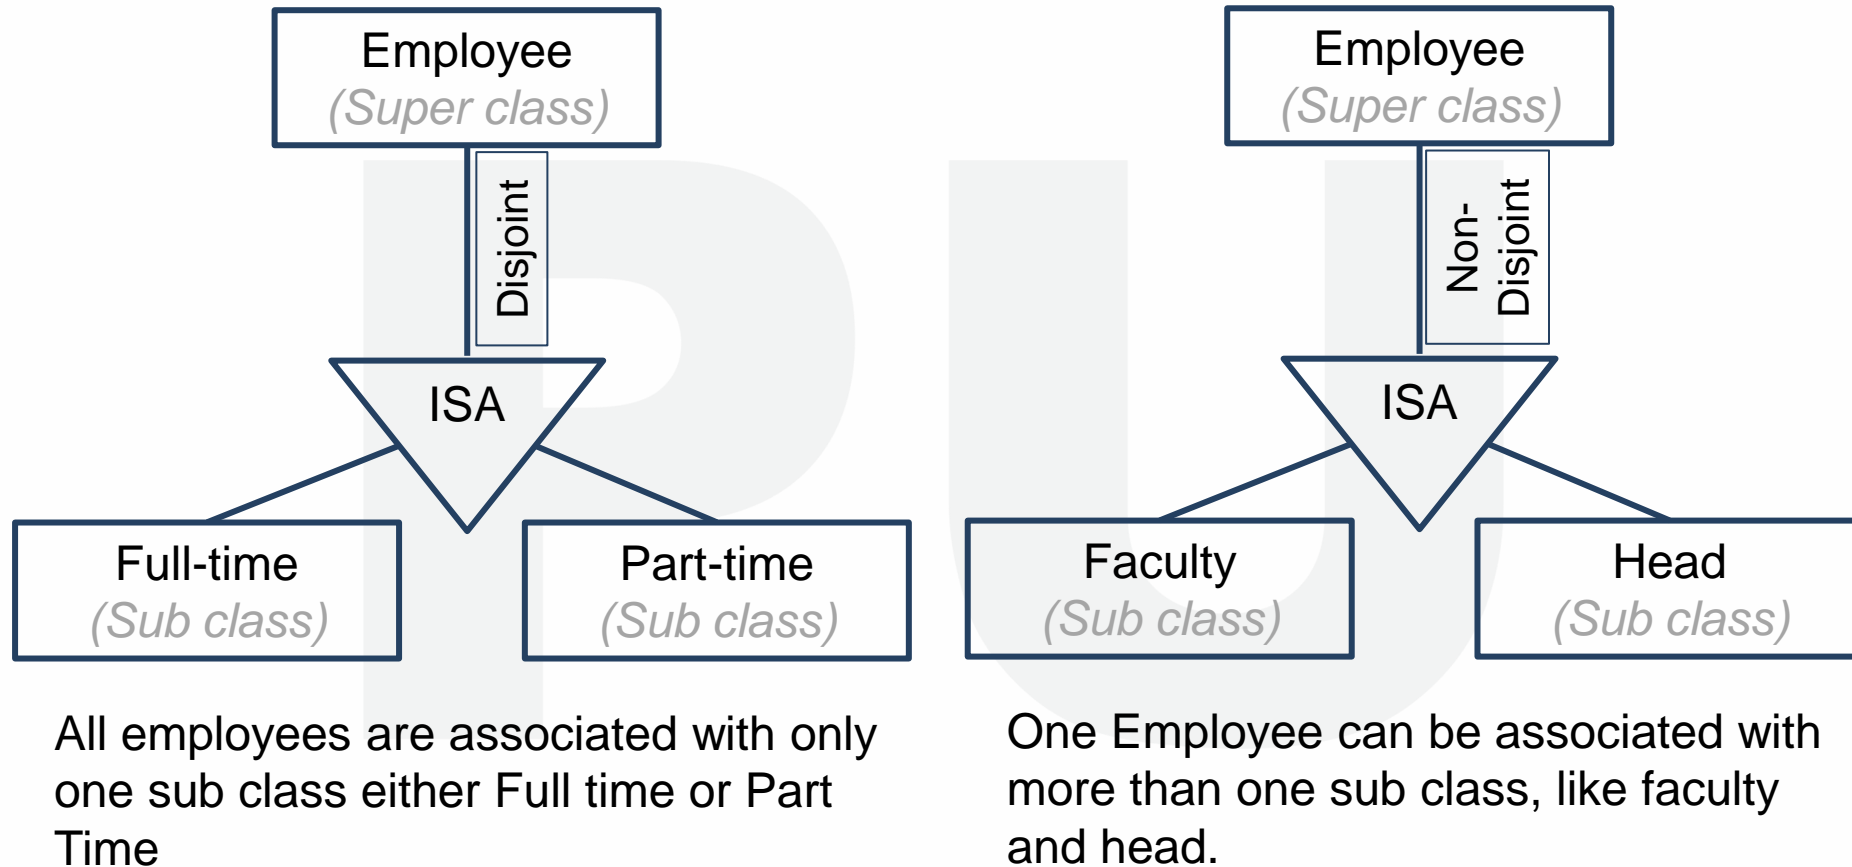 Employee
(Super class)
Disjoint
ISA
Full-time
(Sub class)
Part-time
(Sub class)
All employees are associated with only
one sub class either Full time or Part
Time
Employee
(Super class)
Non-
Disjoint
ISA
Faculty
(Sub class)
Head
(Sub class)
One Employee can be associated with
more than one sub class, like faculty
and head.
PU